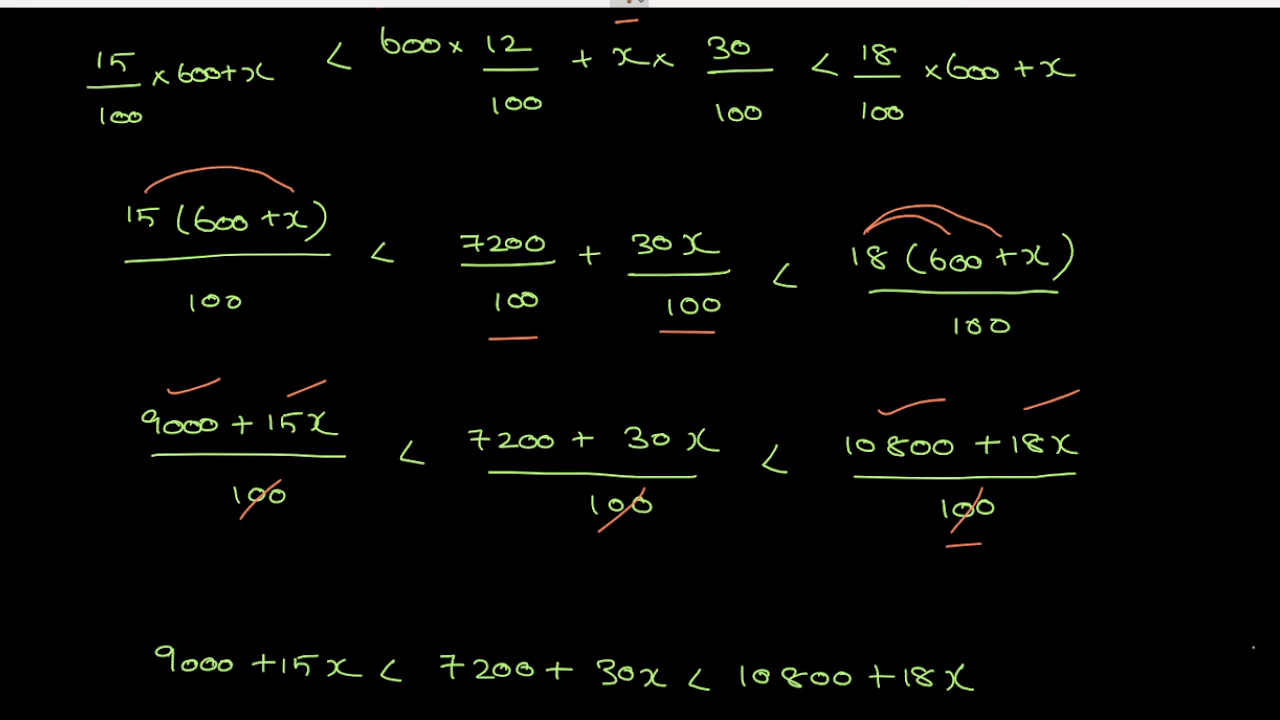 15/100 × 600+x < 600 × 12/100 + x × 30/100 < 18/100 × 600 + x
15(600+x)/100 < 7200/100 + 30x/100 < 18(600+x)/100
9000+15x/100 < 7200+30x/100 < 10800+18x/100
9000+15x < 7200+30x < 10800+18x